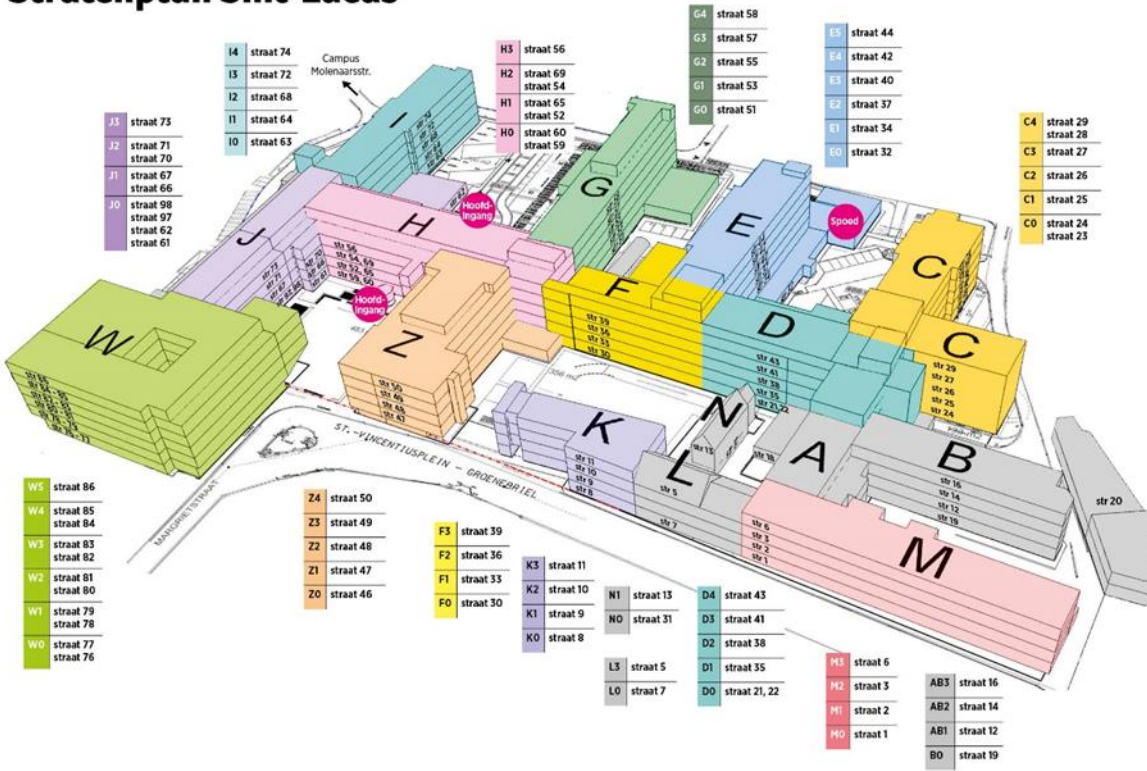 Stratenplan Sint-Lucas
I4 straat 74
I3 straat 72
I2 straat 68
I1 straat 64
I0 straat 63
Campus
Molenaarsstr.
H3 straat 56
H2 straat 69
straat 54
H1 straat 65
straat 52
H0 straat 60
straat 59
G4 straat 58
G3 straat 57
G2 straat 55
G1 straat 53
G0 straat 51
E5 straat 44
E4 straat 42
E3 straat 40
E2 straat 37
E1 straat 34
E0 straat 32
C4 straat 29
straat 28
C3 straat 27
C2 straat 26
C1 straat 25
C0 straat 24
straat 23
J3 straat 73
J2 straat 71
straat 70
J1 straat 67
straat 66
J0 straat 98
straat 97
straat 62
straat 61
I
G
Hoofd-
ingang
H
J
E
Spoed
C
str 56
str 54, 69
str 52, 65
str 59, 60
Hoofd-
ingang
F
str 39
str 36
str 33
str 30
D
str 43
str 41
str 38
str 35
str 21,22
C
str 29
str 27
str 26
str 25
str 24
W
Z
str 50
str 49
str 48
str 47
K
str 11
str 10
str 9
str 8
N
str 13
L
str 5
str 7
str 18
A
B
str 16
str 14
str 12
str 19
str 20
M
str 6
str 3
str 2
str 1
ST.-VINCENTIUSPLEIN - GROENEBRIEL
MARGRIETSTRAAT
W5 straat 86
W4 straat 85
straat 84
W3 straat 83
straat 82
W2 straat 81
straat 80
W1 straat 79
straat 78
W0 straat 77
straat 76
Z4 straat 50
Z3 straat 49
Z2 straat 48
Z1 straat 47
Z0 straat 46
F3 straat 39
F2 straat 36
F1 straat 33
F0 straat 30
K3 straat 11
K2 straat 10
K1 straat 9
K0 straat 8
N1 straat 13
N0 straat 31
L3 straat 5
L0 straat 7
D4 straat 43
D3 straat 41
D2 straat 38
D1 straat 35
D0 straat 21, 22
M3 straat 6
M2 straat 3
M1 straat 2
M0 straat 1
AB3 straat 16
AB2 straat 14
AB1 straat 12
B0 straat 19